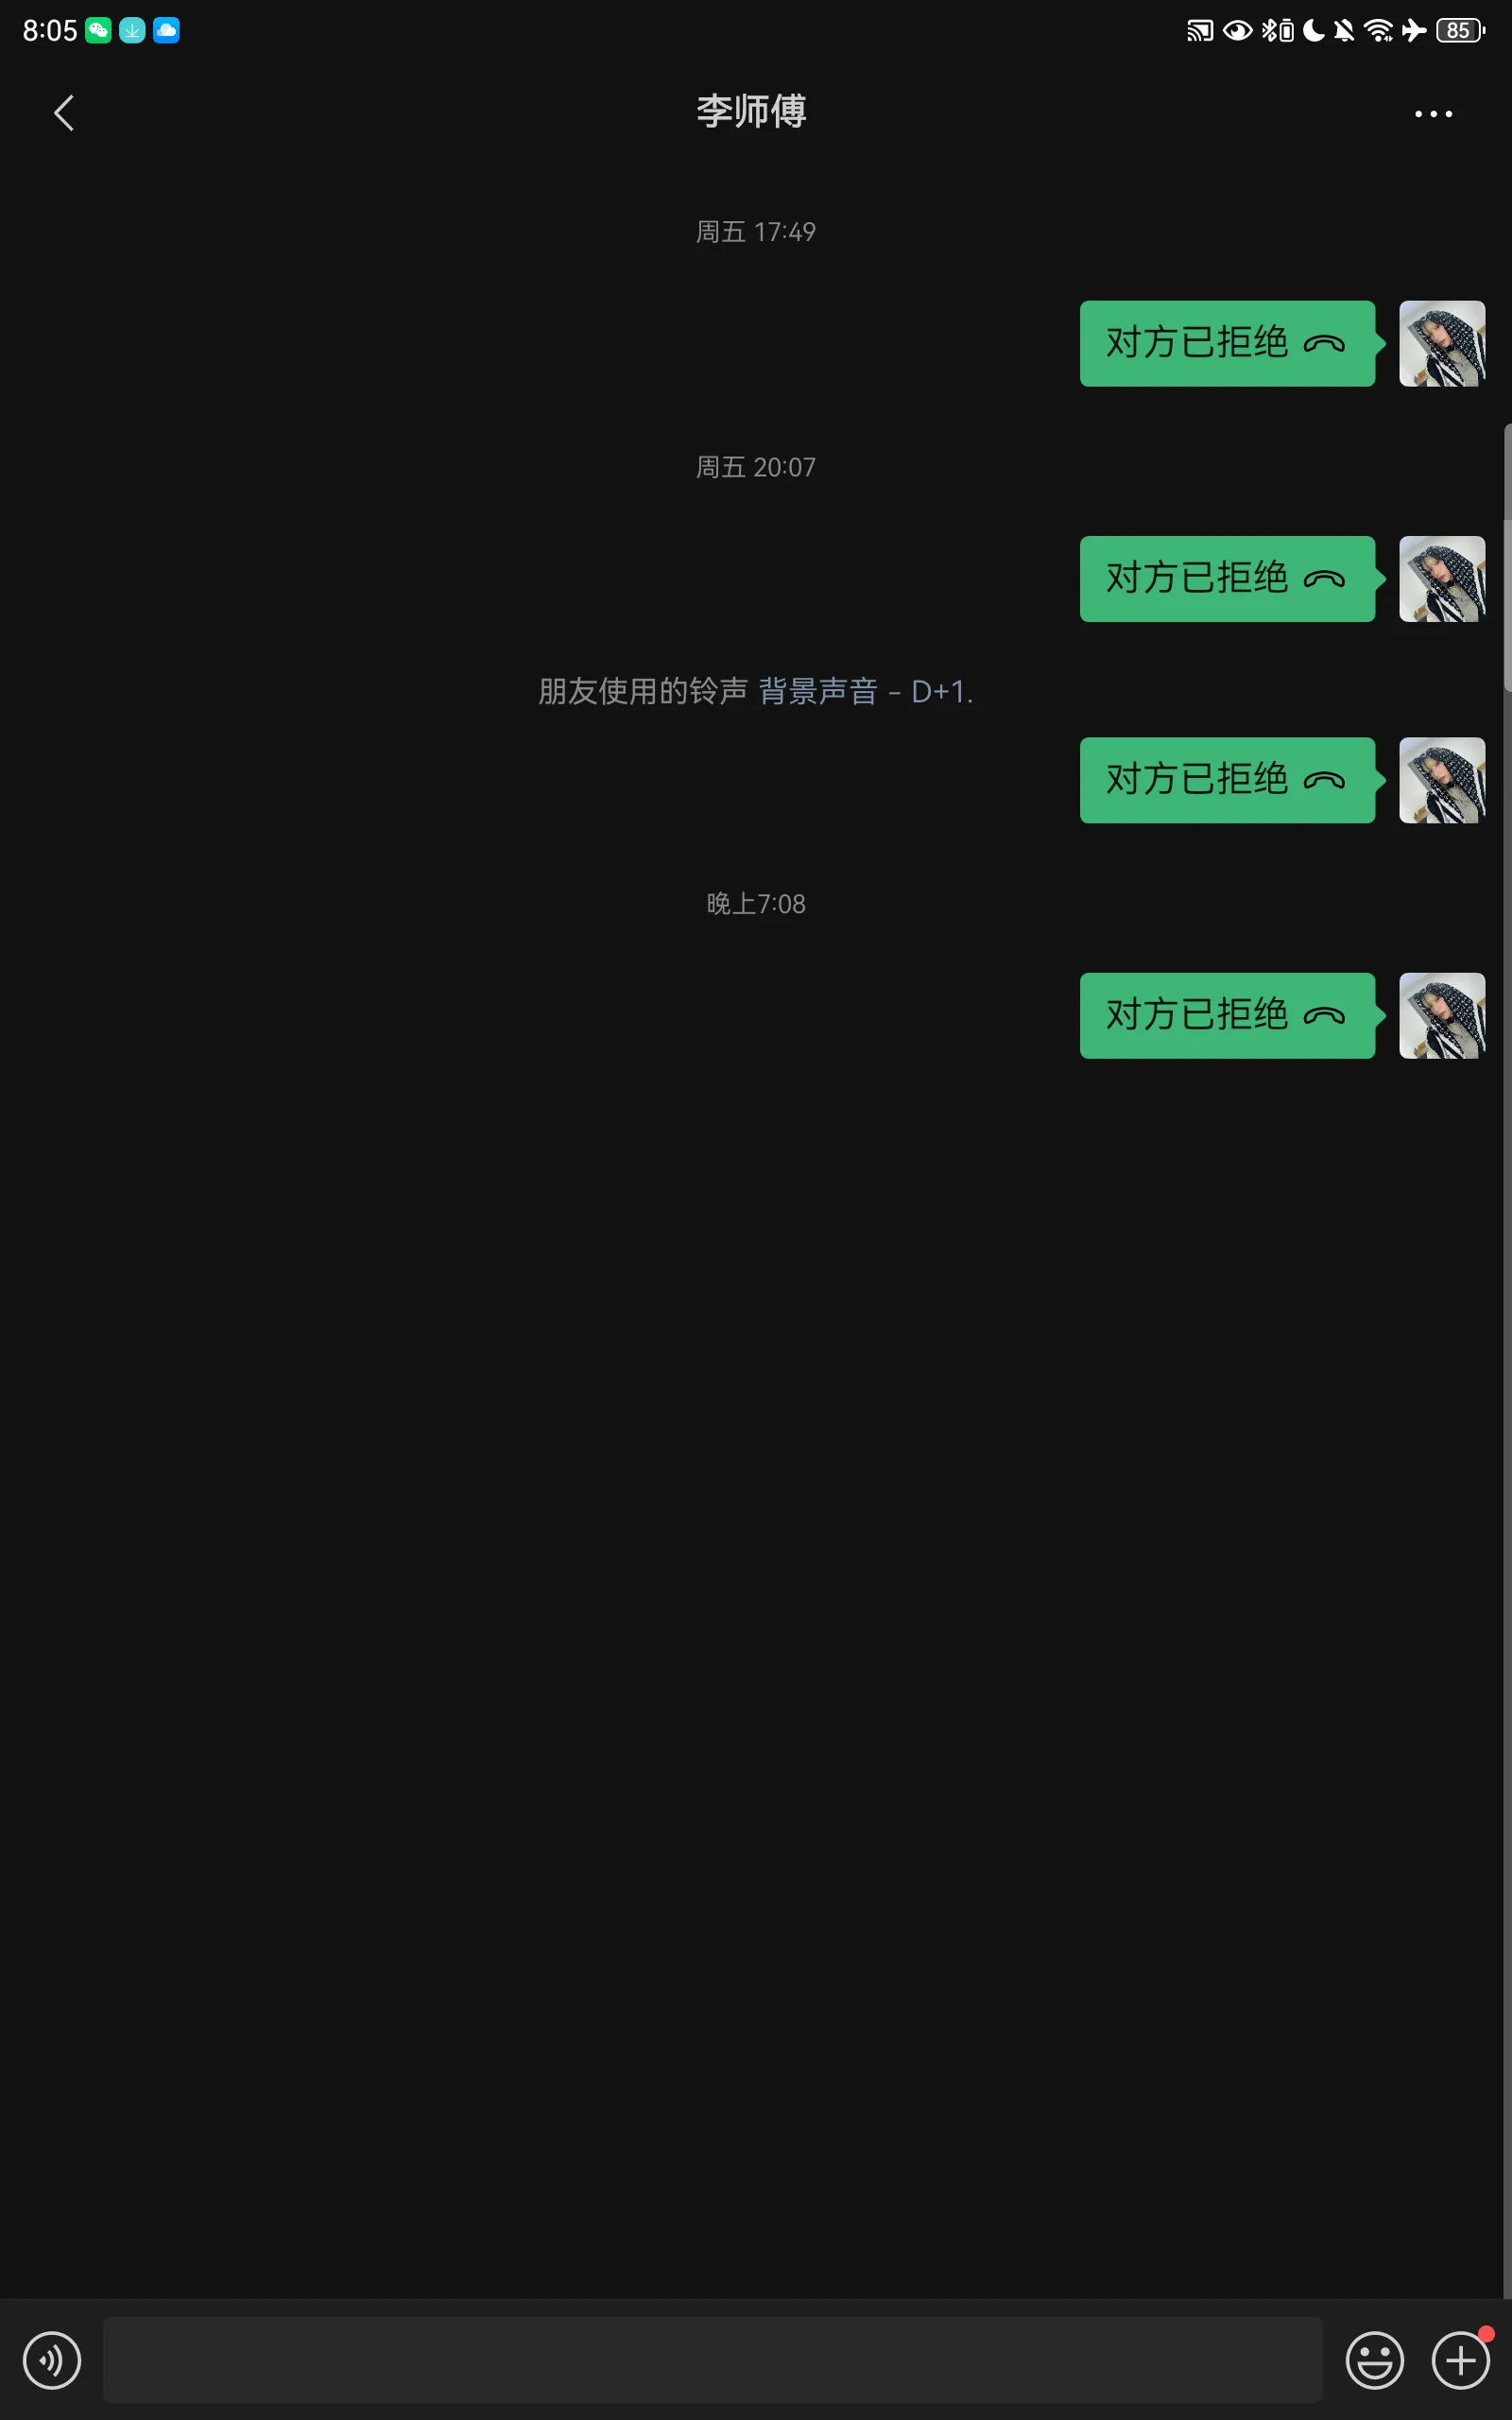 8:05
85
李师傅
周五 17:49
对方已拒绝
周五 20:07
对方已拒绝
朋友使用的铃声 背景声音 - D+1.
对方已拒绝
晚上7:08
对方已拒绝